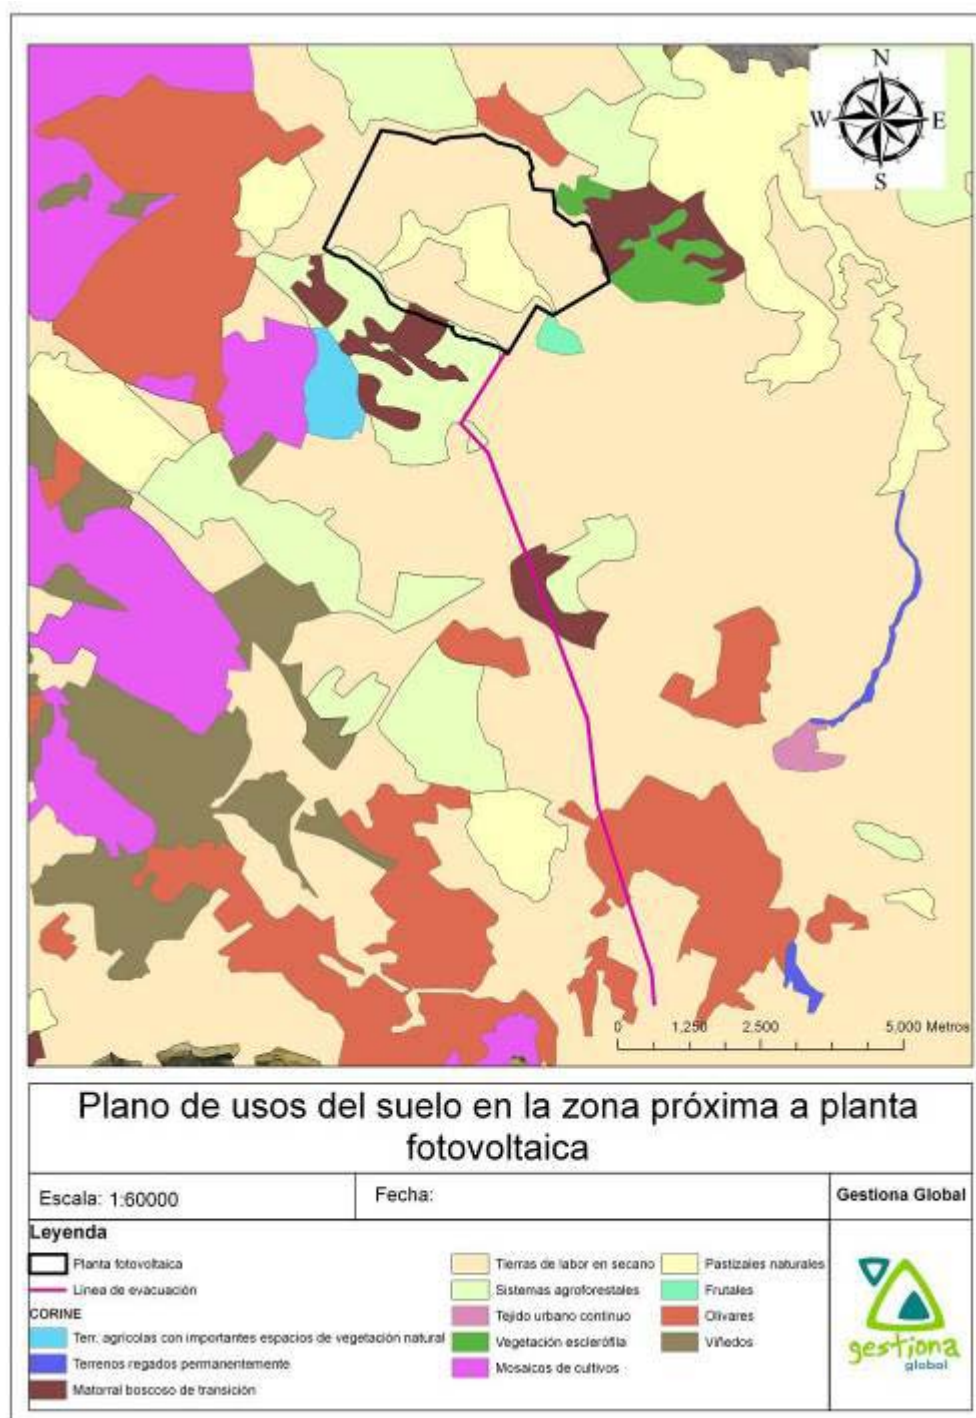 N
W E
S
0 1,250 2,500 5,000 Metros
Plano de usos del suelo en la zona próxima a planta
fotovoltaica
Escala: 1:60000
Fecha:
Gestiona Global
Leyenda
Planta fotovoltaica
Línea de evacuación
CORINE
Terr. agrícolas con importantes espacios de vegetación natural
Terrenos regados permanentemente
Matorral boscoso de transición
Tierras de labor en secano
Sistemas agroforestales
Tejido urbano continuo
Vegetación esclerófila
Mosaicos de cultivos
Pastizales naturales
Frutales
Olivares
Viñedos
gestiona
global